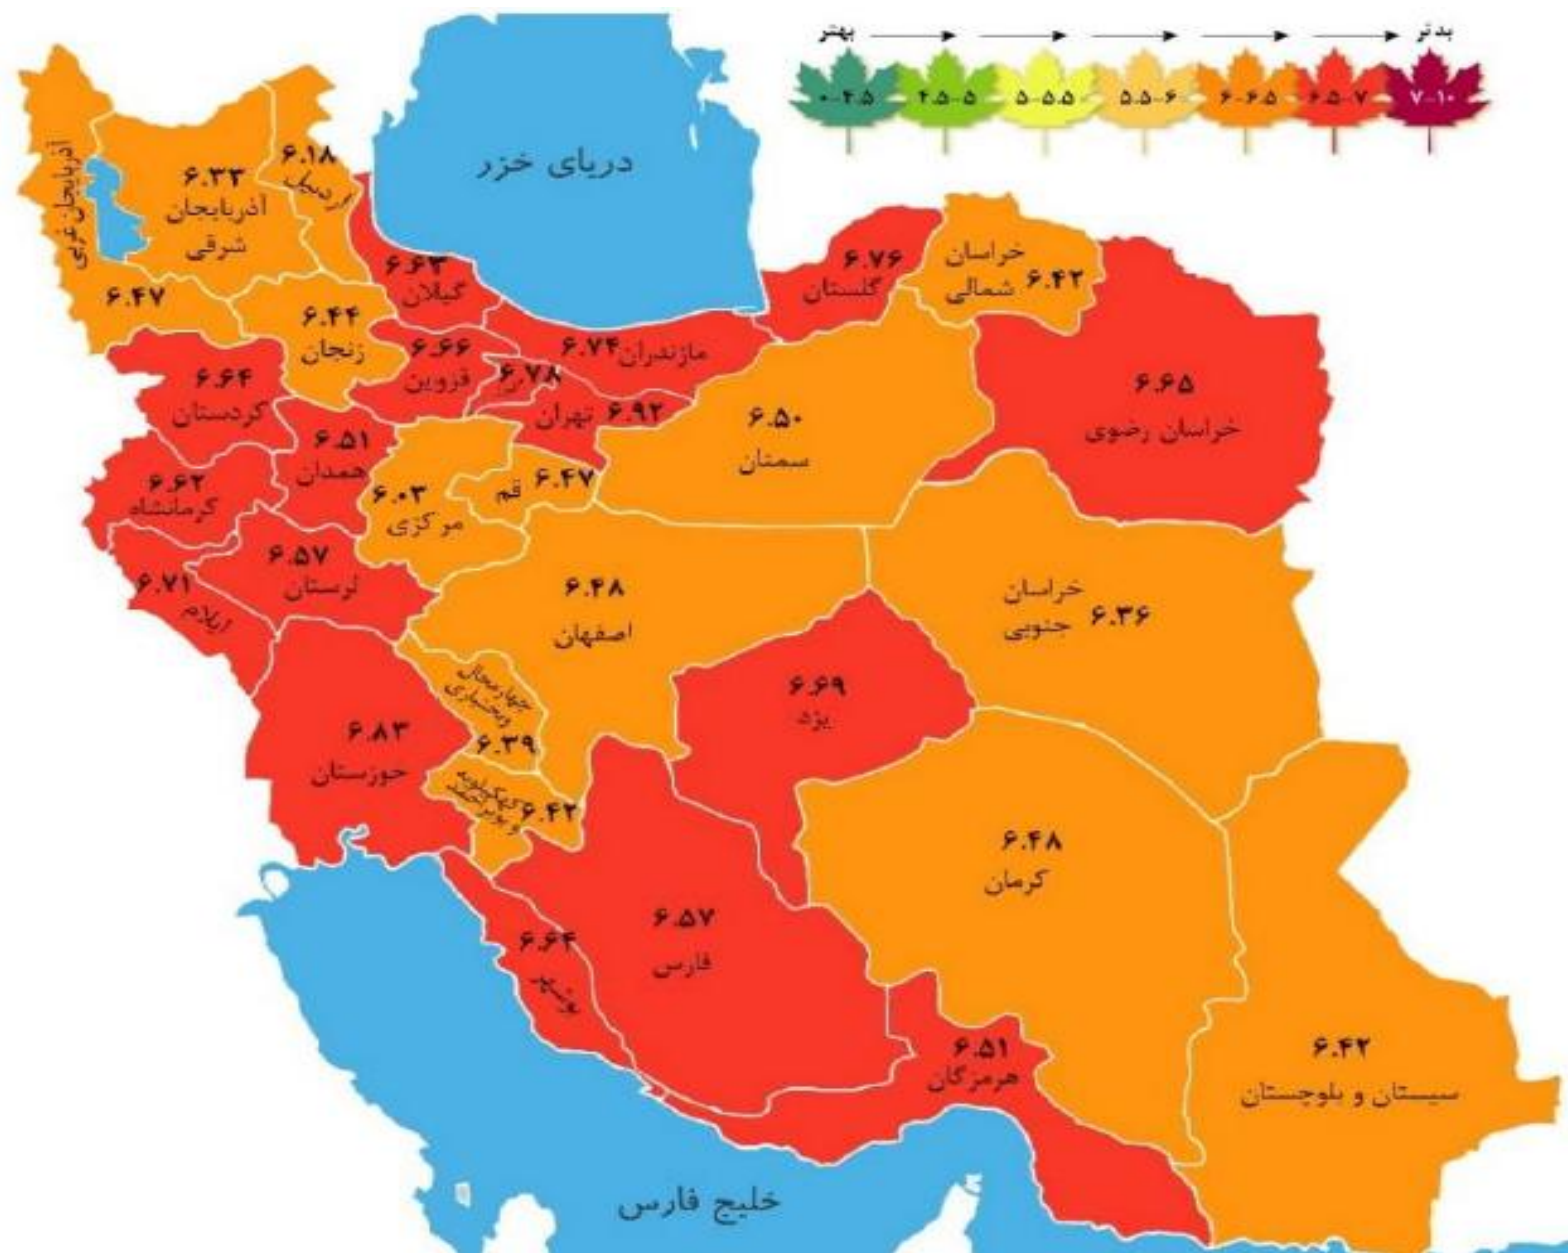 بهتر
بدتر
۰-۴.۵
۴.۵-۵
۵-۵.۵
۵.۵-۶
۶-۶.۵
۶.۵-۷
۷-۱۰
دریای خزر
آذربایجان غربی
۶.۴۷
۶.۳۳
آذربایجان
شرقی
۶.۱۸
اردبیل
۶.۶۳
گیلان
۶.۴۴
زنجان
۶.۶۶
قزوین
۶.۷۴
مازندران
۶.۷۶
گلستان
خراسان
شمالی
۶.۴۲
۶.۶۵
خراسان رضوی
۶.۶۴
کردستان
۶.۵۱
همدان
۶.۷۸
تهران ۶.۹۲
۶.۵۰
سمنان
۶.۶۲
کرمانشاه
۶.۰۳
مرکزی
قم ۶.۴۷
۶.۷۱
ایلام
۶.۵۷
لرستان
۶.۴۸
اصفهان
خراسان
جنوبی
۶.۳۶
چهارمحال
وبختیاری
۶.۳۹
۶.۶۹
یزد
۶.۸۳
خوزستان
کهکیلویه
و بویراحمد
۶.۴۲
۶.۴۸
کرمان
۶.۵۷
فارس
۶.۶۴
بوشهر
۶.۵۱
هرمزگان
۶.۴۲
سیستان و بلوچستان
خلیج فارس